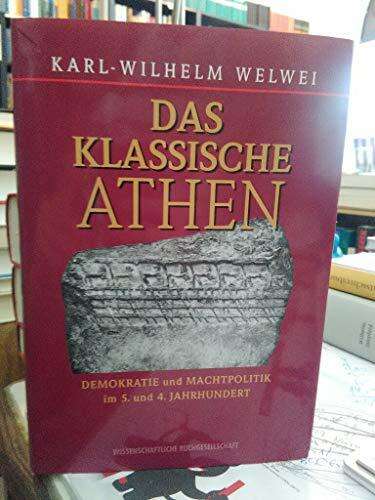 KARL-WILHELM WELWEI
DAS
KLASSISCHE
ATHEN
DEMOKRATIE und MACHTPOLITIK
im 5. und 4. JAHRHUNDERT
WISSENSCHAFTLICHE BUCHGESELLSCHAFT